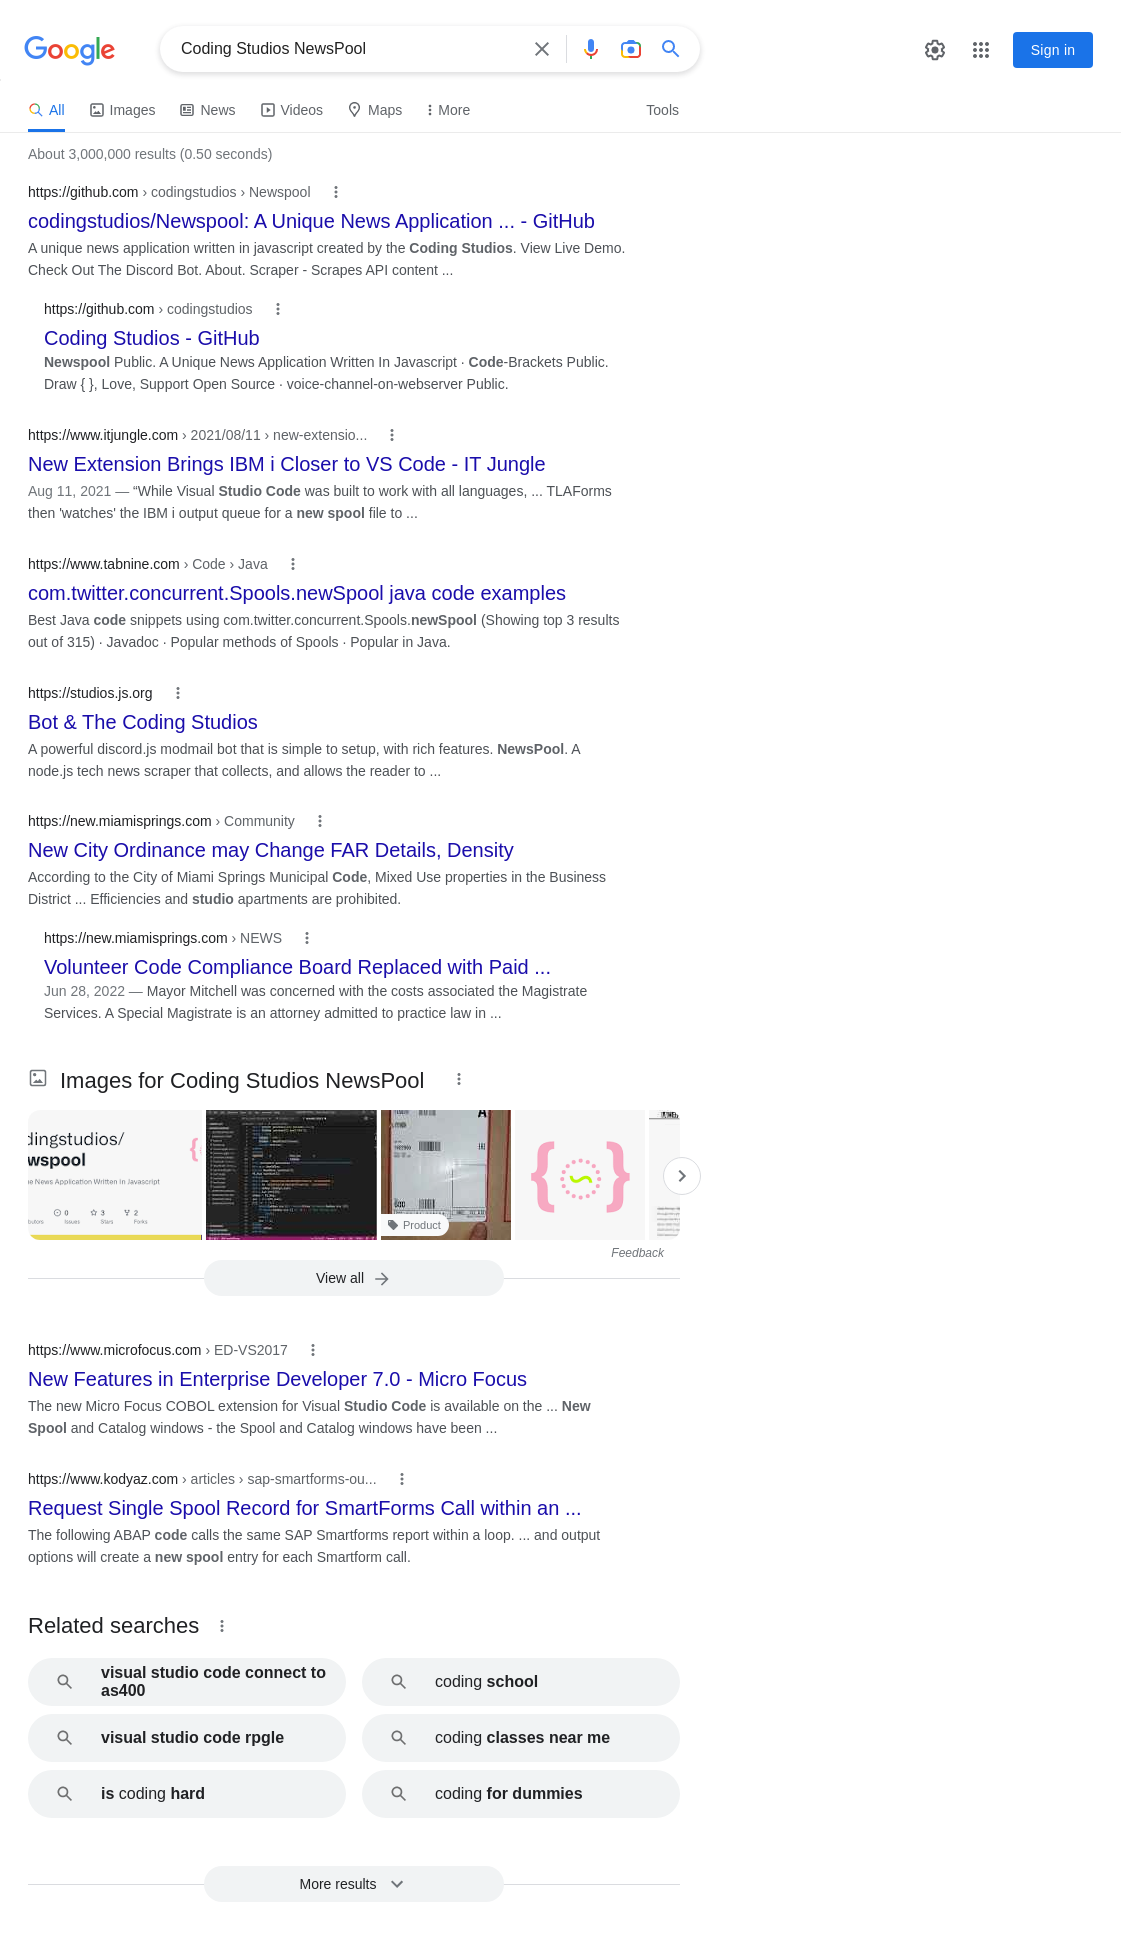 Google
Coding Studios NewsPool
Sign in
All
Images
News
Videos
Maps
More
Tools
About 3,000,000 results (0.50 seconds)
https://github.com › codingstudios › Newspool
codingstudios/Newspool: A Unique News Application ... - GitHub
A unique news application written in javascript created by the Coding Studios. View Live Demo.
Check Out The Discord Bot. About. Scraper - Scrapes API content ...
https://github.com › codingstudios
Coding Studios - GitHub
Newspool Public. A Unique News Application Written In Javascript · Code-Brackets Public.
Draw { }, Love, Support Open Source · voice-channel-on-webserver Public.
https://www.itjungle.com › 2021/08/11 › new-extensio...
New Extension Brings IBM i Closer to VS Code - IT Jungle
Aug 11, 2021 — “While Visual Studio Code was built to work with all languages, ... TLAForms
then 'watches' the IBM i output queue for a new spool file to ...
https://www.tabnine.com › Code › Java
com.twitter.concurrent.Spools.newSpool java code examples
Best Java code snippets using com.twitter.concurrent.Spools.newSpool (Showing top 3 results
out of 315) · Javadoc · Popular methods of Spools · Popular in Java.
https://studios.js.org
Bot & The Coding Studios
A powerful discord.js modmail bot that is simple to setup, with rich features. NewsPool. A
node.js tech news scraper that collects, and allows the reader to ...
https://new.miamisprings.com › Community
New City Ordinance may Change FAR Details, Density
According to the City of Miami Springs Municipal Code, Mixed Use properties in the Business
District ... Efficiencies and studio apartments are prohibited.
https://new.miamisprings.com › NEWS
Volunteer Code Compliance Board Replaced with Paid ...
Jun 28, 2022 — Mayor Mitchell was concerned with the costs associated the Magistrate
Services. A Special Magistrate is an attorney admitted to practice law in ...
Images for Coding Studios NewsPool
dingstudios/
wspool
e News Application Written In Javascript
0
3
2
butors
Issues
Stars
Forks
Product
Feedback
View all
https://www.microfocus.com › ED-VS2017
New Features in Enterprise Developer 7.0 - Micro Focus
The new Micro Focus COBOL extension for Visual Studio Code is available on the ... New
Spool and Catalog windows - the Spool and Catalog windows have been ...
https://www.kodyaz.com › articles › sap-smartforms-ou...
Request Single Spool Record for SmartForms Call within an ...
The following ABAP code calls the same SAP Smartforms report within a loop. ... and output
options will create a new spool entry for each Smartform call.
Related searches
visual studio code connect to
as400
coding school
visual studio code rpgle
coding classes near me
is coding hard
coding for dummies
More results